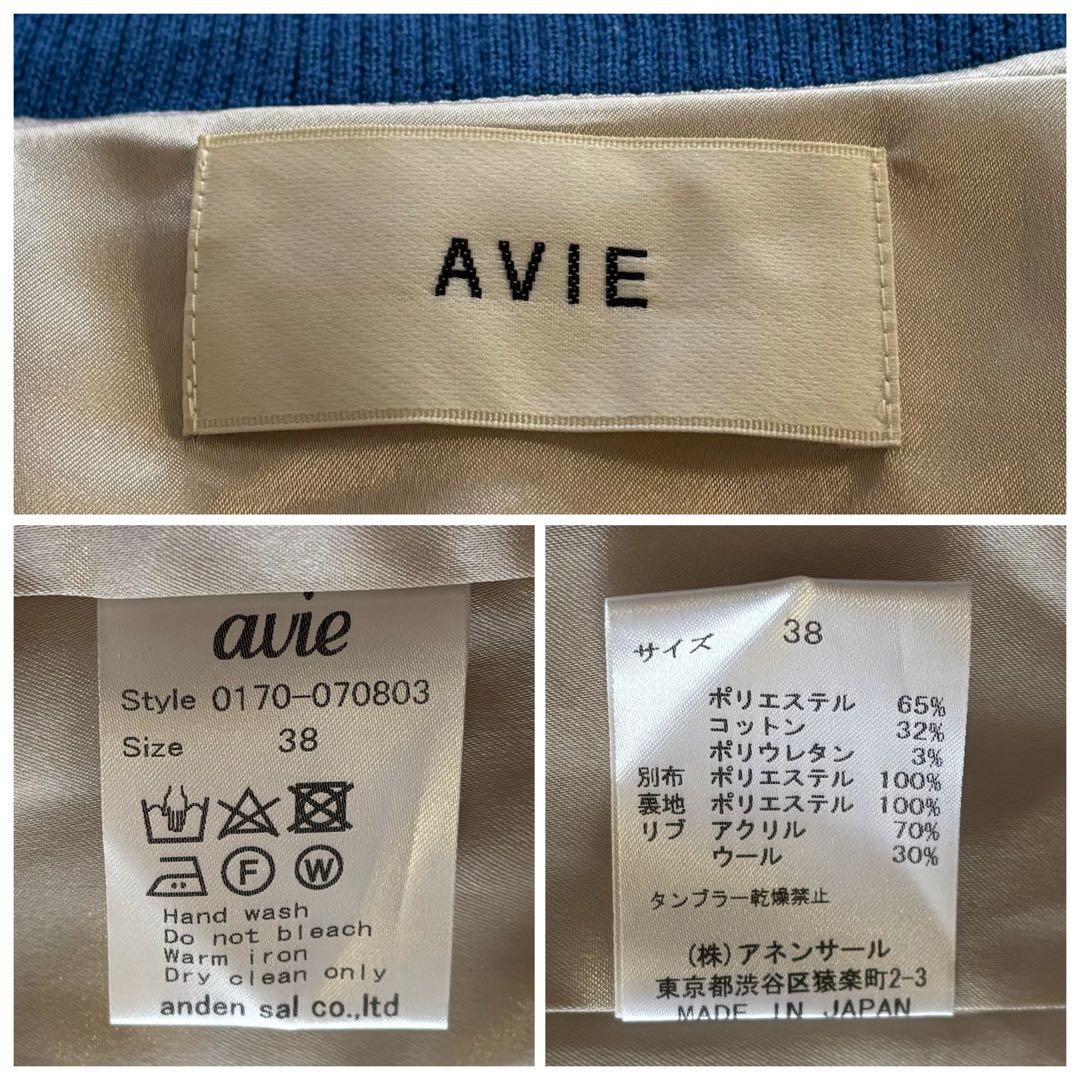 AVIE
avie
Style 0170-070803
Size 38
F W
Hand wash
Do not bleach
Warm iron
Dry clean only
anden sal co.,ltd
サイズ 38
ポリエステル 65%
コットン 32%
ポリウレタン 3%
別布 ポリエステル 100%
裏地 ポリエステル 100%
リブ アクリル 70%
ウール 30%
タンブラー乾燥禁止
(株)アネンサール
東京都渋谷区猿楽町2-3
MADE IN JAPAN